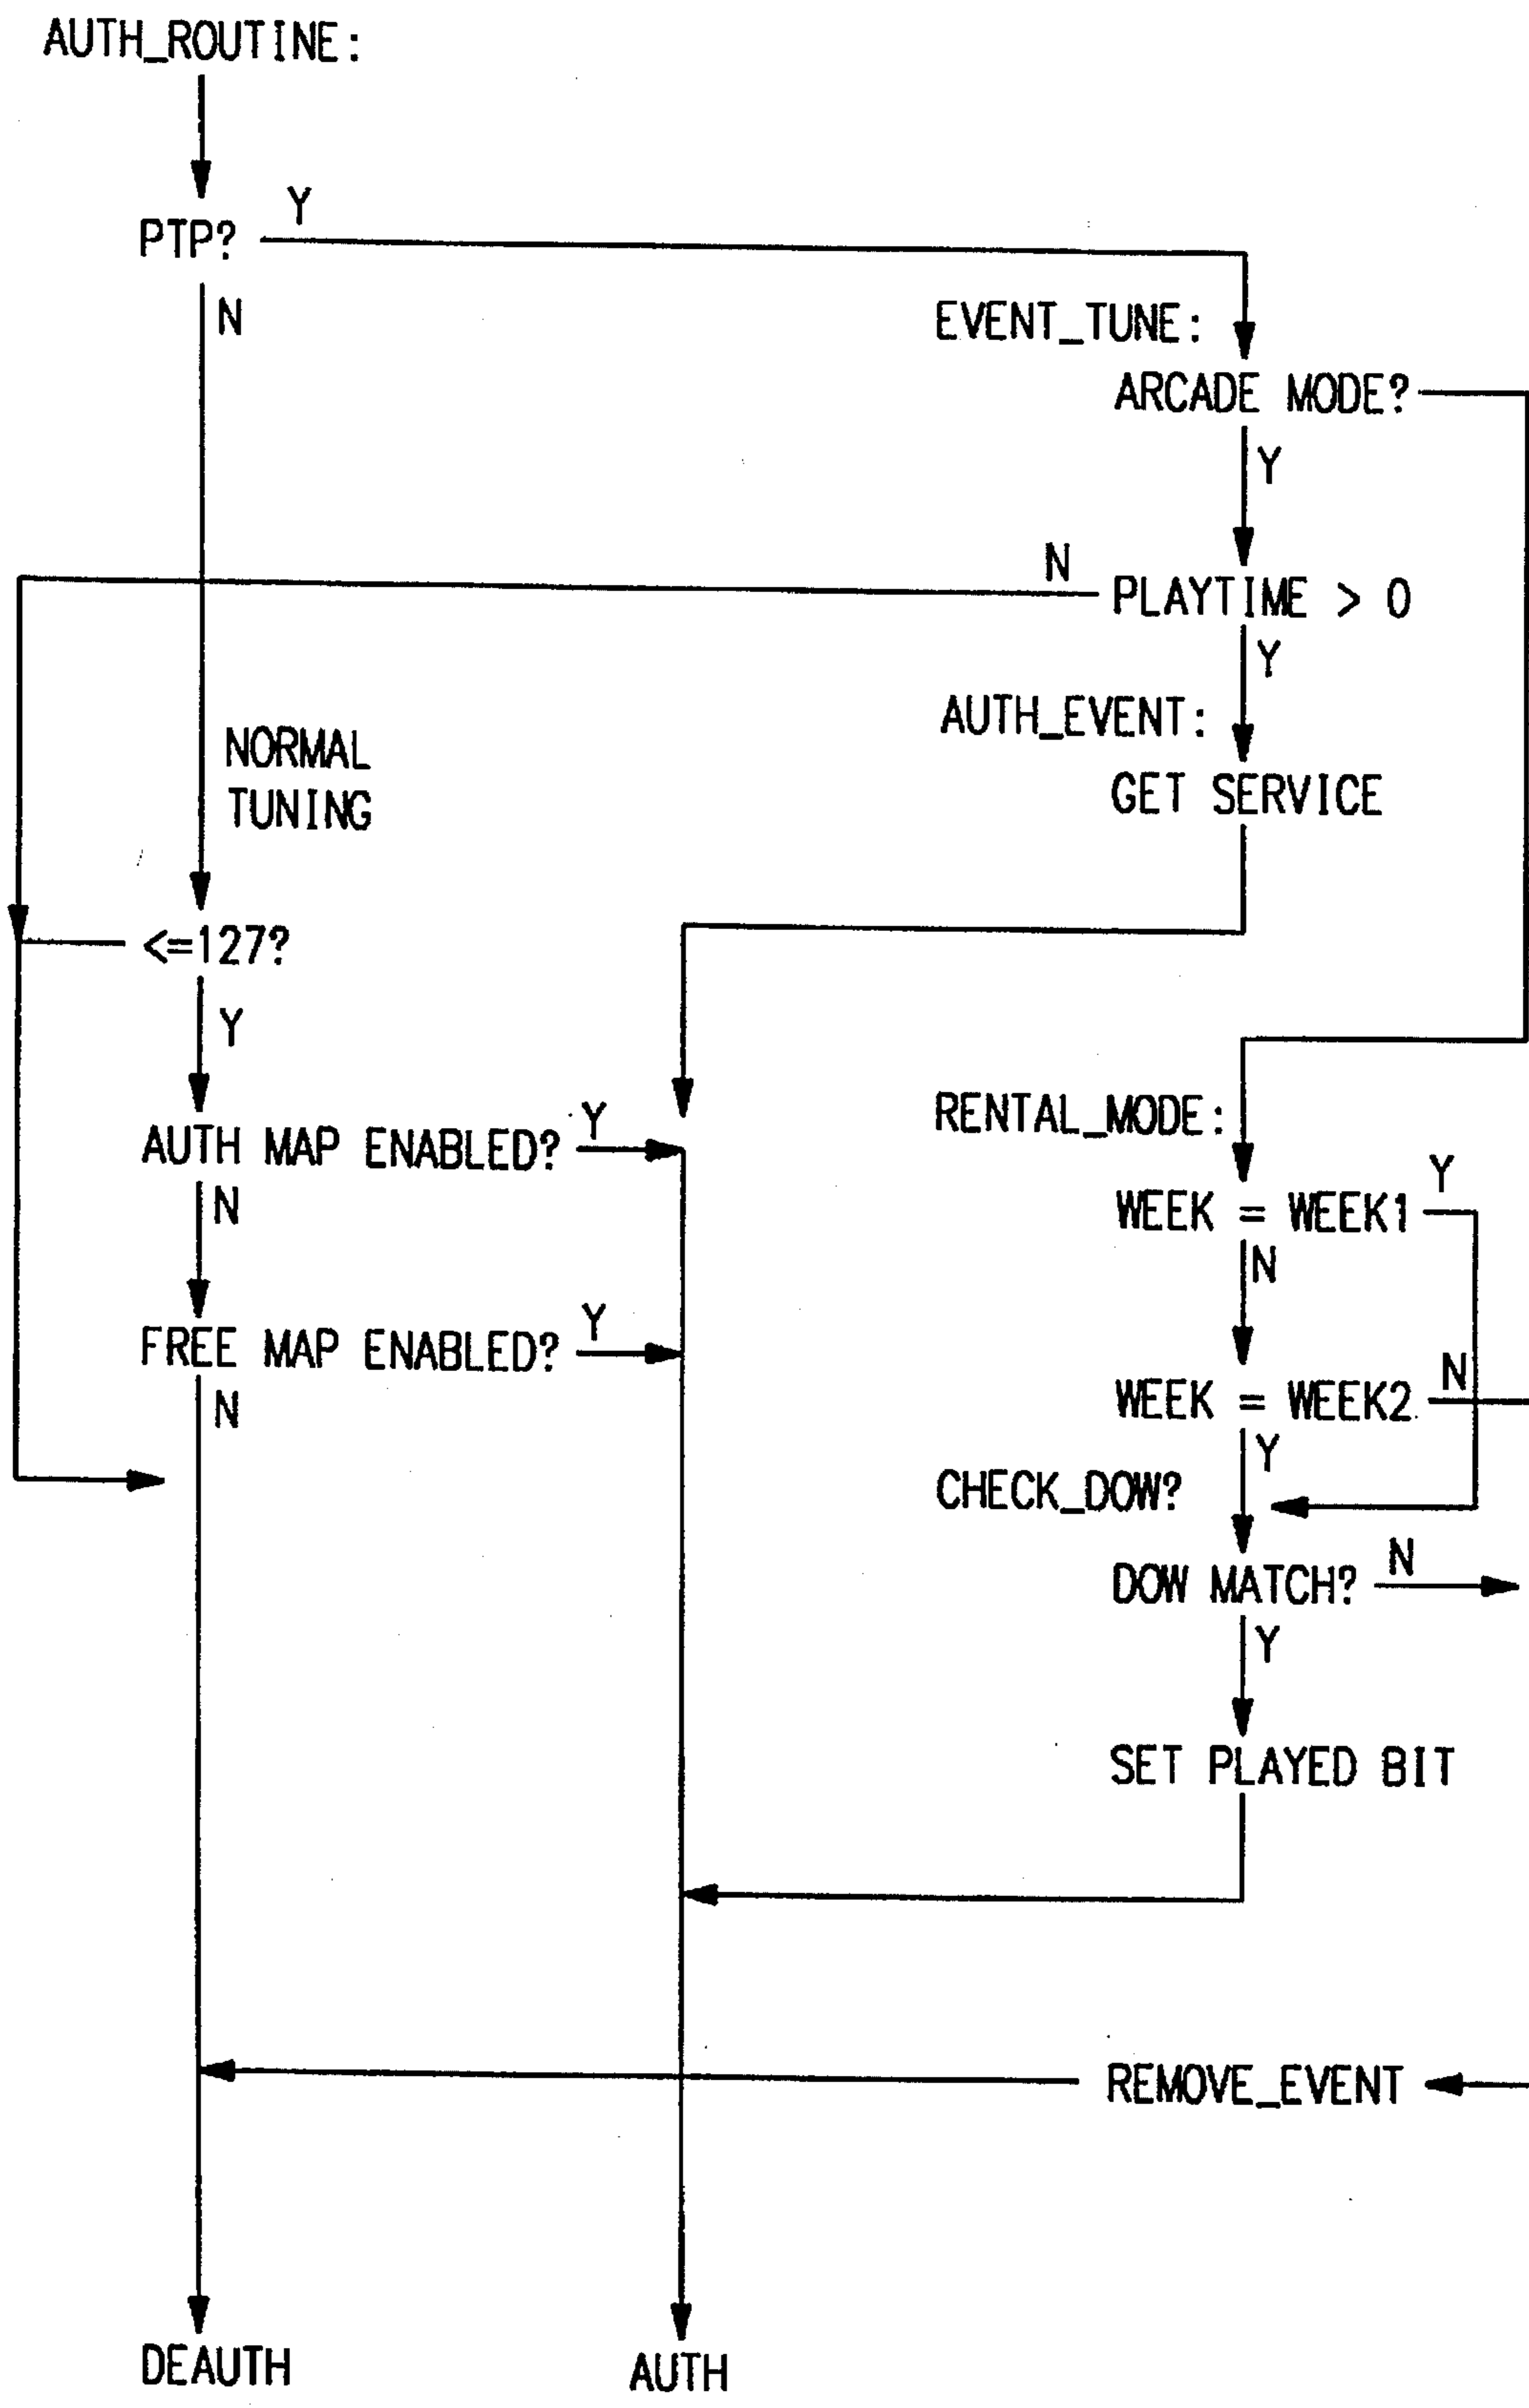 AUTH_ROUTINE:
PTP?
Y
N
EVENT_TUNE:
ARCADE MODE?
Y
N
PLAYTIME > 0
Y
AUTH_EVENT:
GET SERVICE
NORMAL
TUNING
<=127?
Y
AUTH MAP ENABLED?
Y
N
FREE MAP ENABLED?
Y
N
RENTAL_MODE:
WEEK = WEEK1
Y
N
WEEK = WEEK2
N
Y
CHECK_DOW?
DOW MATCH?
N
Y
SET PLAYED BIT
REMOVE_EVENT
DEAUTH
AUTH